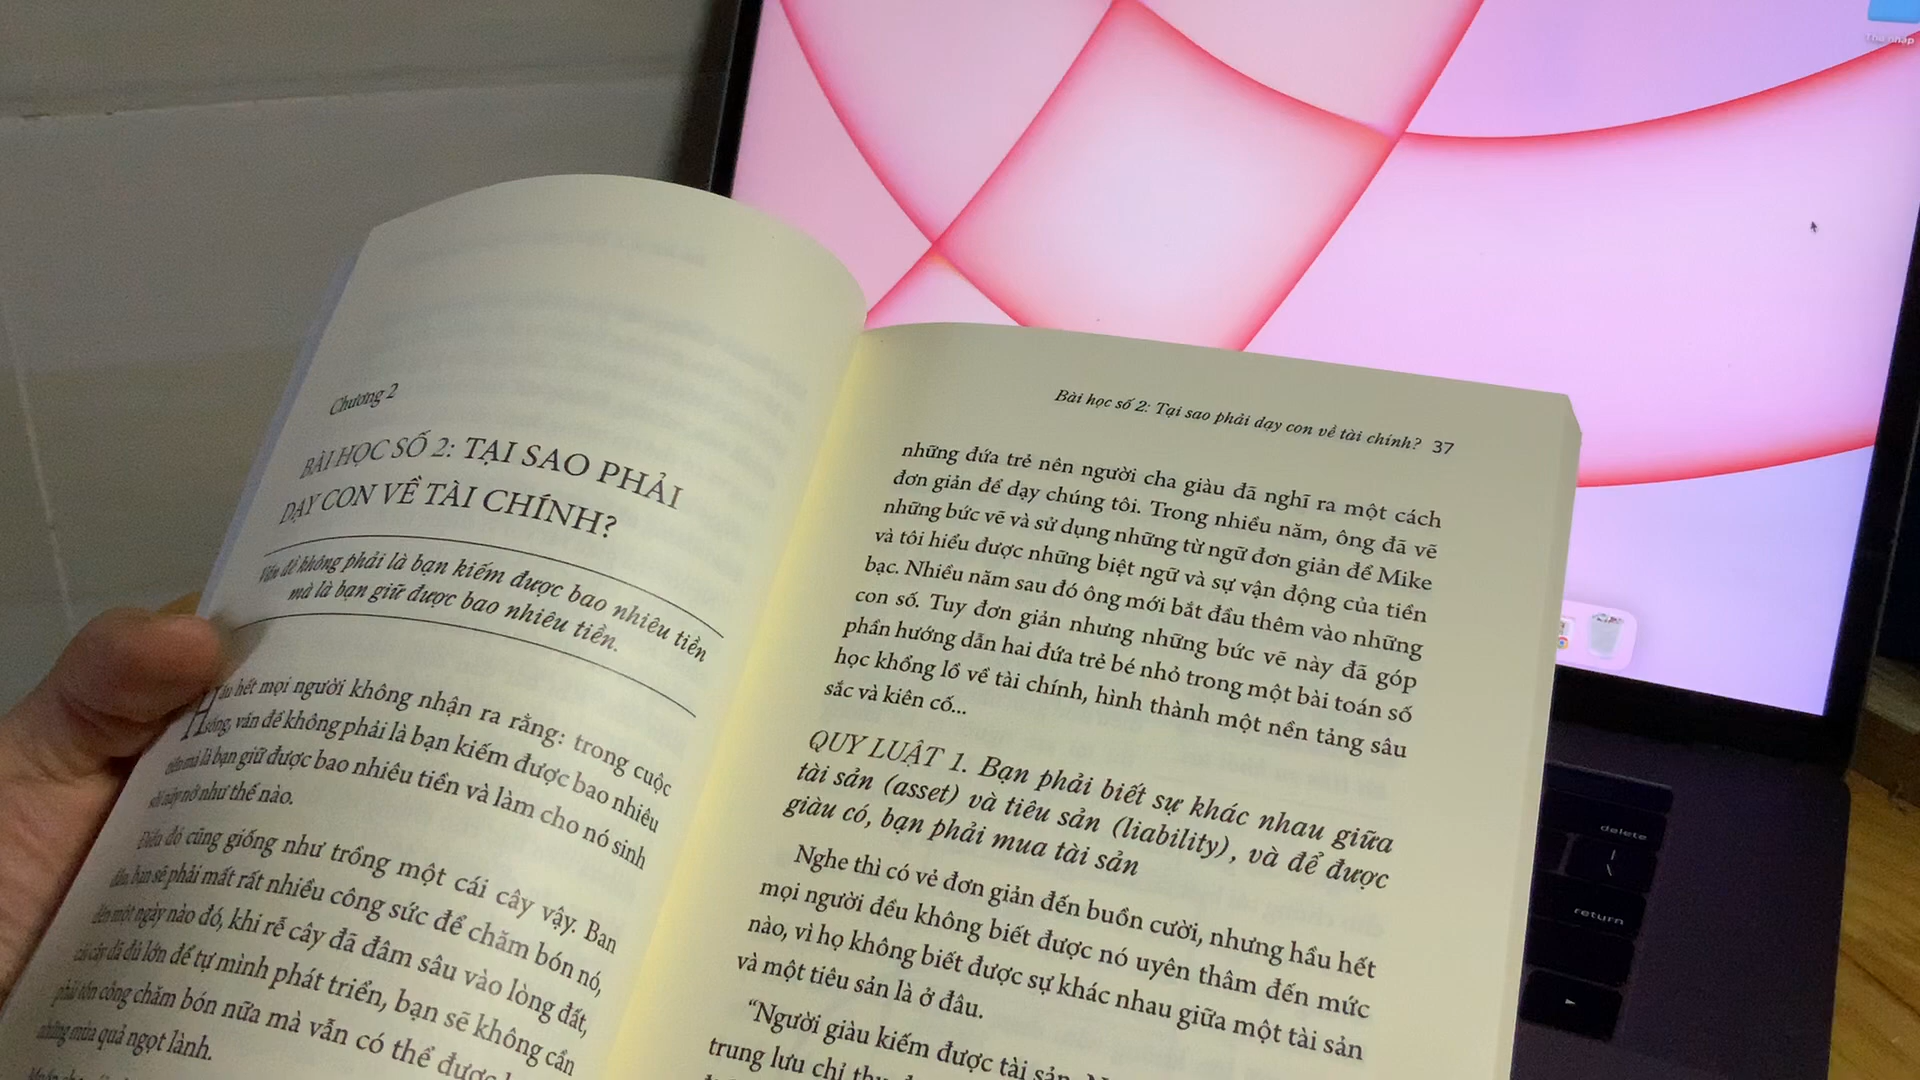 Chương 2
BÀI HỌC SỐ 2: TẠI SAO PHẢI
DẠY CON VỀ TÀI CHÍNH?
Vấn đề không phải là bạn kiếm được bao nhiêu tiền
mà là bạn giữ được bao nhiêu tiền.
hết mọi người không nhận ra rằng: trong cuộc
sống, vấn đề không phải là bạn kiếm được bao nhiêu
tiền mà là bạn giữ được bao nhiêu tiền và làm cho nó sinh
sôi nảy nở như thế nào.
Điều đó cũng giống như trồng một cái cây vậy. Ban
đầu, bạn sẽ phải mất rất nhiều công sức để chăm bón nó,
đến một ngày nào đó, khi rễ cây đã đâm sâu vào lòng đất,
cái cây đã đủ lớn để tự mình phát triển, bạn sẽ không cần
phải tốn công chăm bón nữa mà vẫn có thể được
những mùa quả ngọt lành.
Bài học số 2: Tại sao phải dạy con về tài chính? 37
những đứa trẻ nên người cha giàu đã nghĩ ra một cách
đơn giản để dạy chúng tôi. Trong nhiều năm, ông đã vẽ
những bức vẽ và sử dụng những từ ngữ đơn giản để Mike
và tôi hiểu được những biệt ngữ và sự vận động của tiền
bạc. Nhiều năm sau đó ông mới bắt đầu thêm vào những
con số. Tuy đơn giản nhưng những bức vẽ này đã góp
phần hướng dẫn hai đứa trẻ bé nhỏ trong một bài toán số
học khổng lồ về tài chính, hình thành một nền tảng sâu
sắc và kiên cố...
QUY LUẬT 1. Bạn phải biết sự khác nhau giữa
tài sản (asset) và tiêu sản (liability), và để được
giàu có, bạn phải mua tài sản
Nghe thì có vẻ đơn giản đến buồn cười, nhưng hầu hết
mọi người đều không biết được nó uyên thâm đến mức
nào, vì họ không biết được sự khác nhau giữa một tài sản
và một tiêu sản là ở đâu.
“Người giàu kiếm được tài sản.
trung lưu chỉ
delete
return